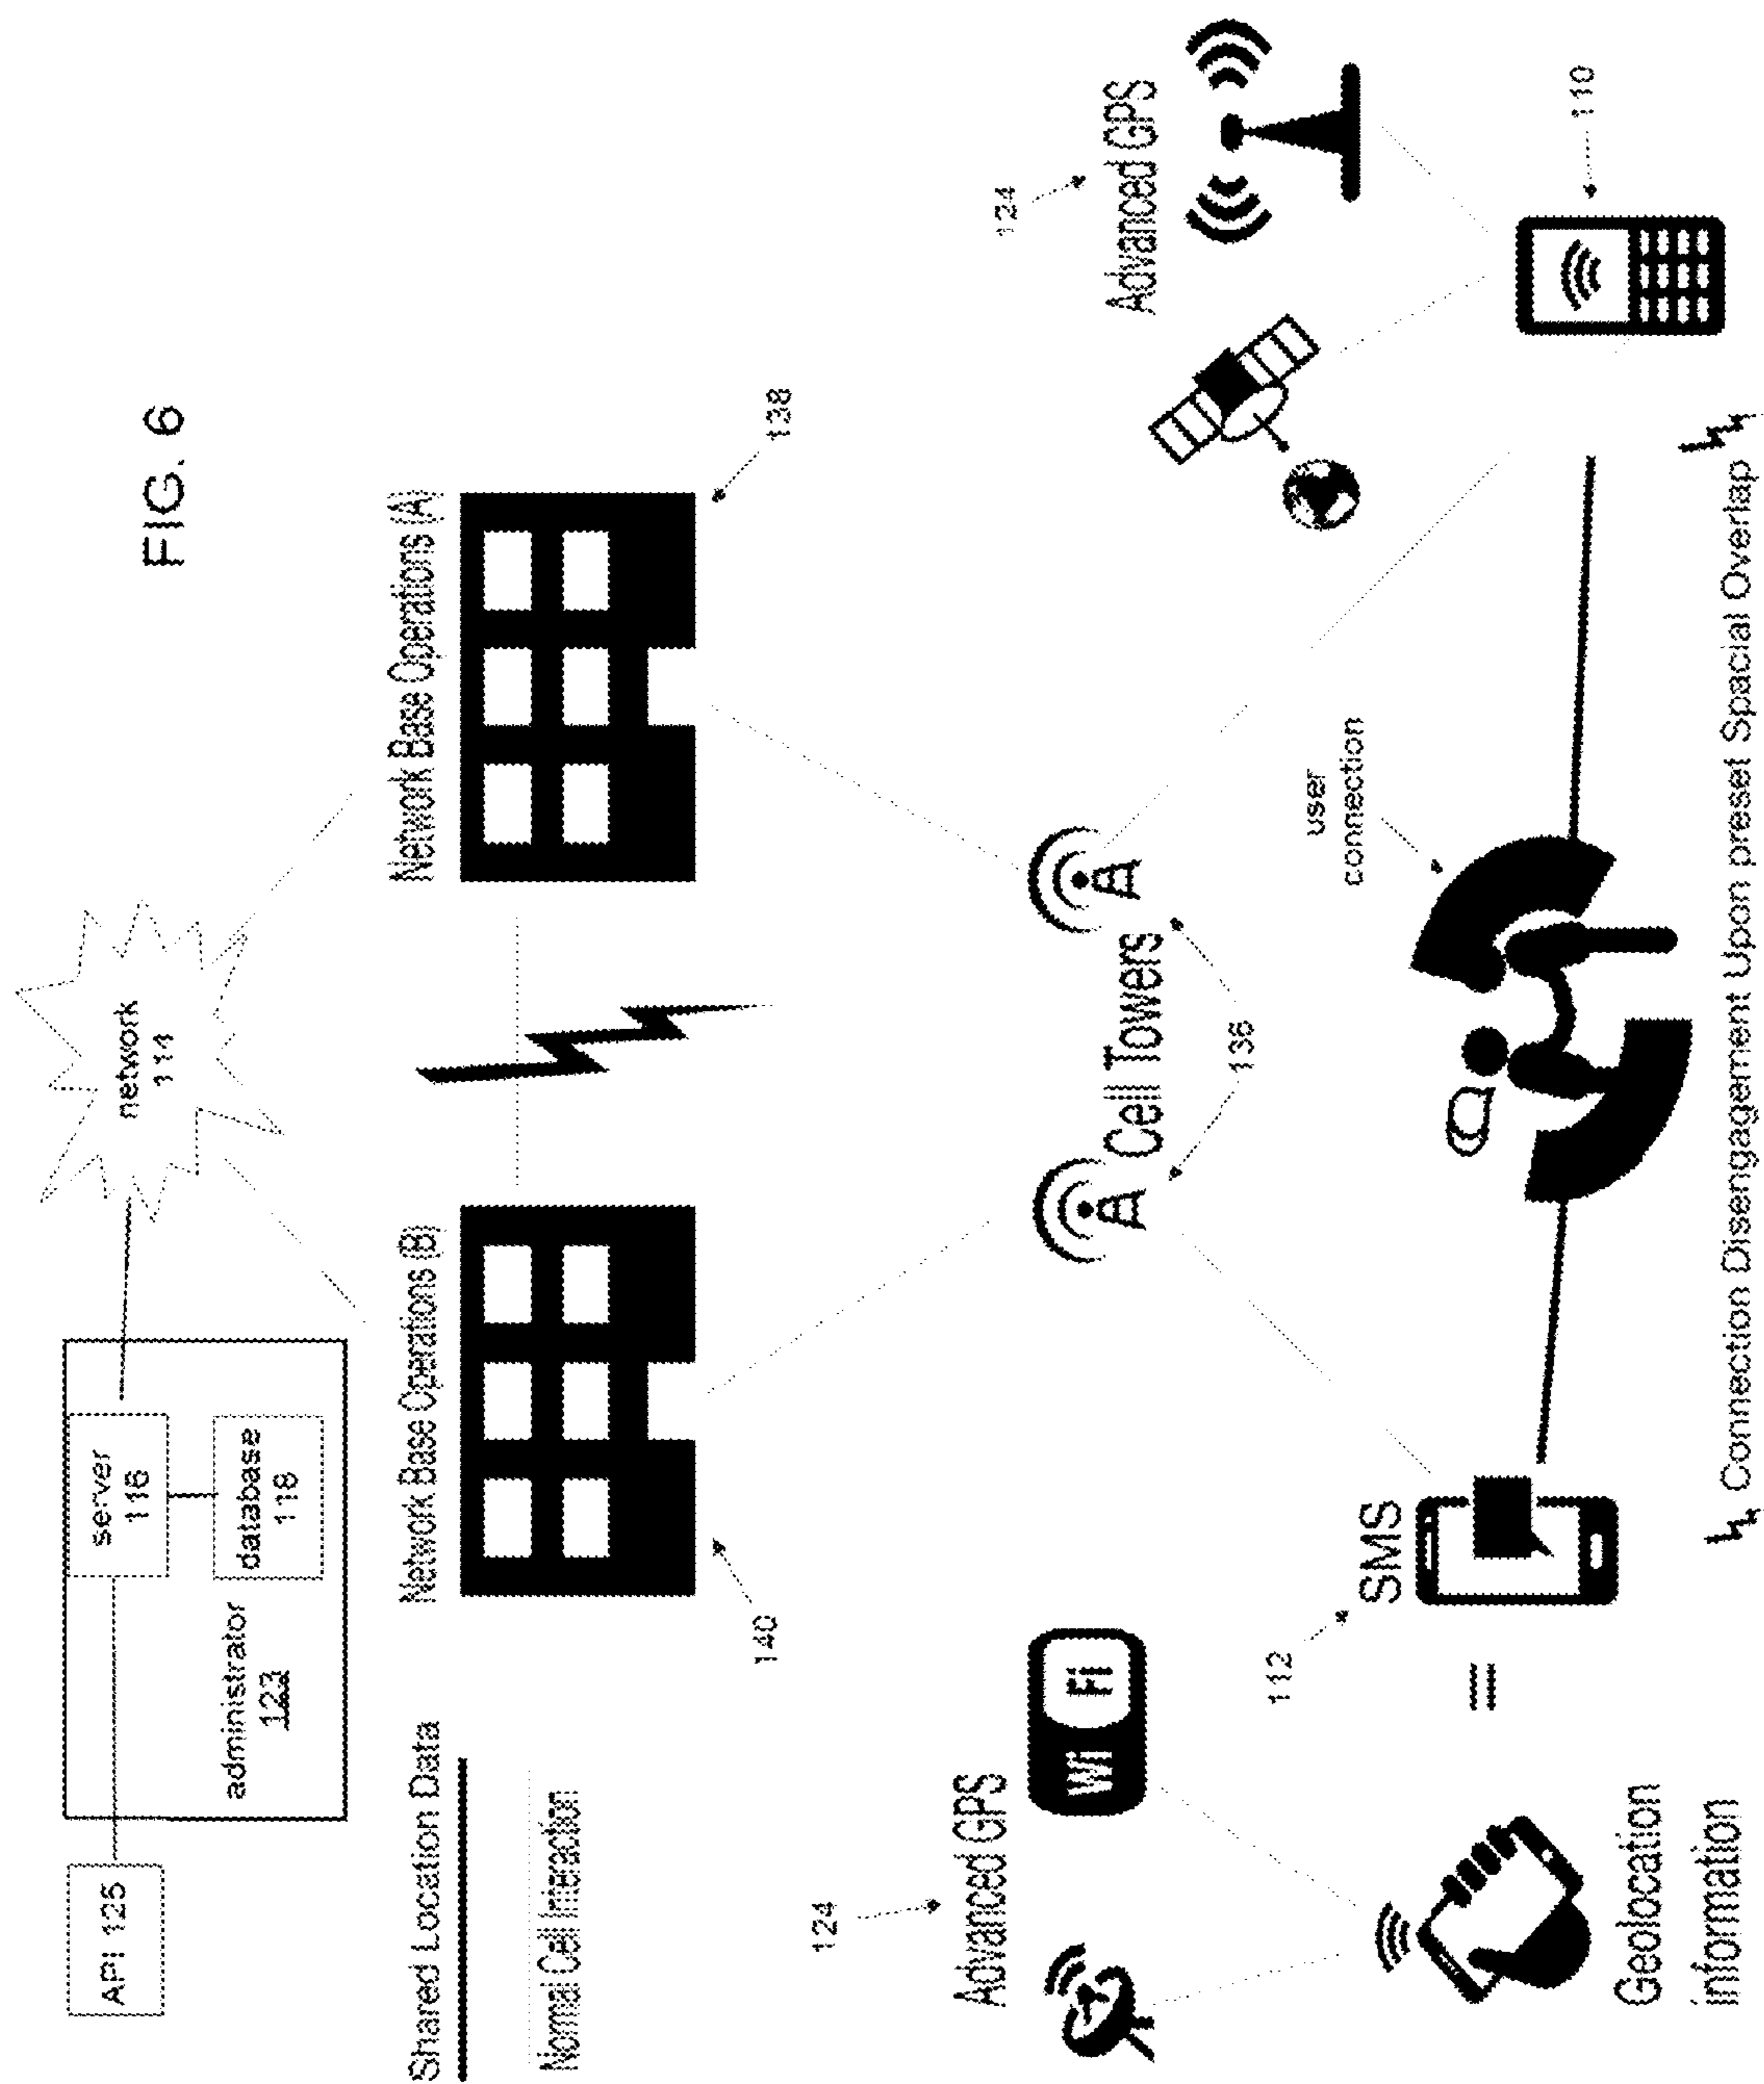 FIG. 6
network
114
server
116
database
118
administrator
123
API 125
Shared Location Data
Normal Cell Interaction
Network Base Operations (B)
Network Base Operations (A)
140
138
Advanced GPS
124
Wi Fi
Cell Towers
136
124
Advanced GPS
112
SMS
=
user
connection
110
Geolocation
information
Connection Disengagement Upon preset Spacial Overlap